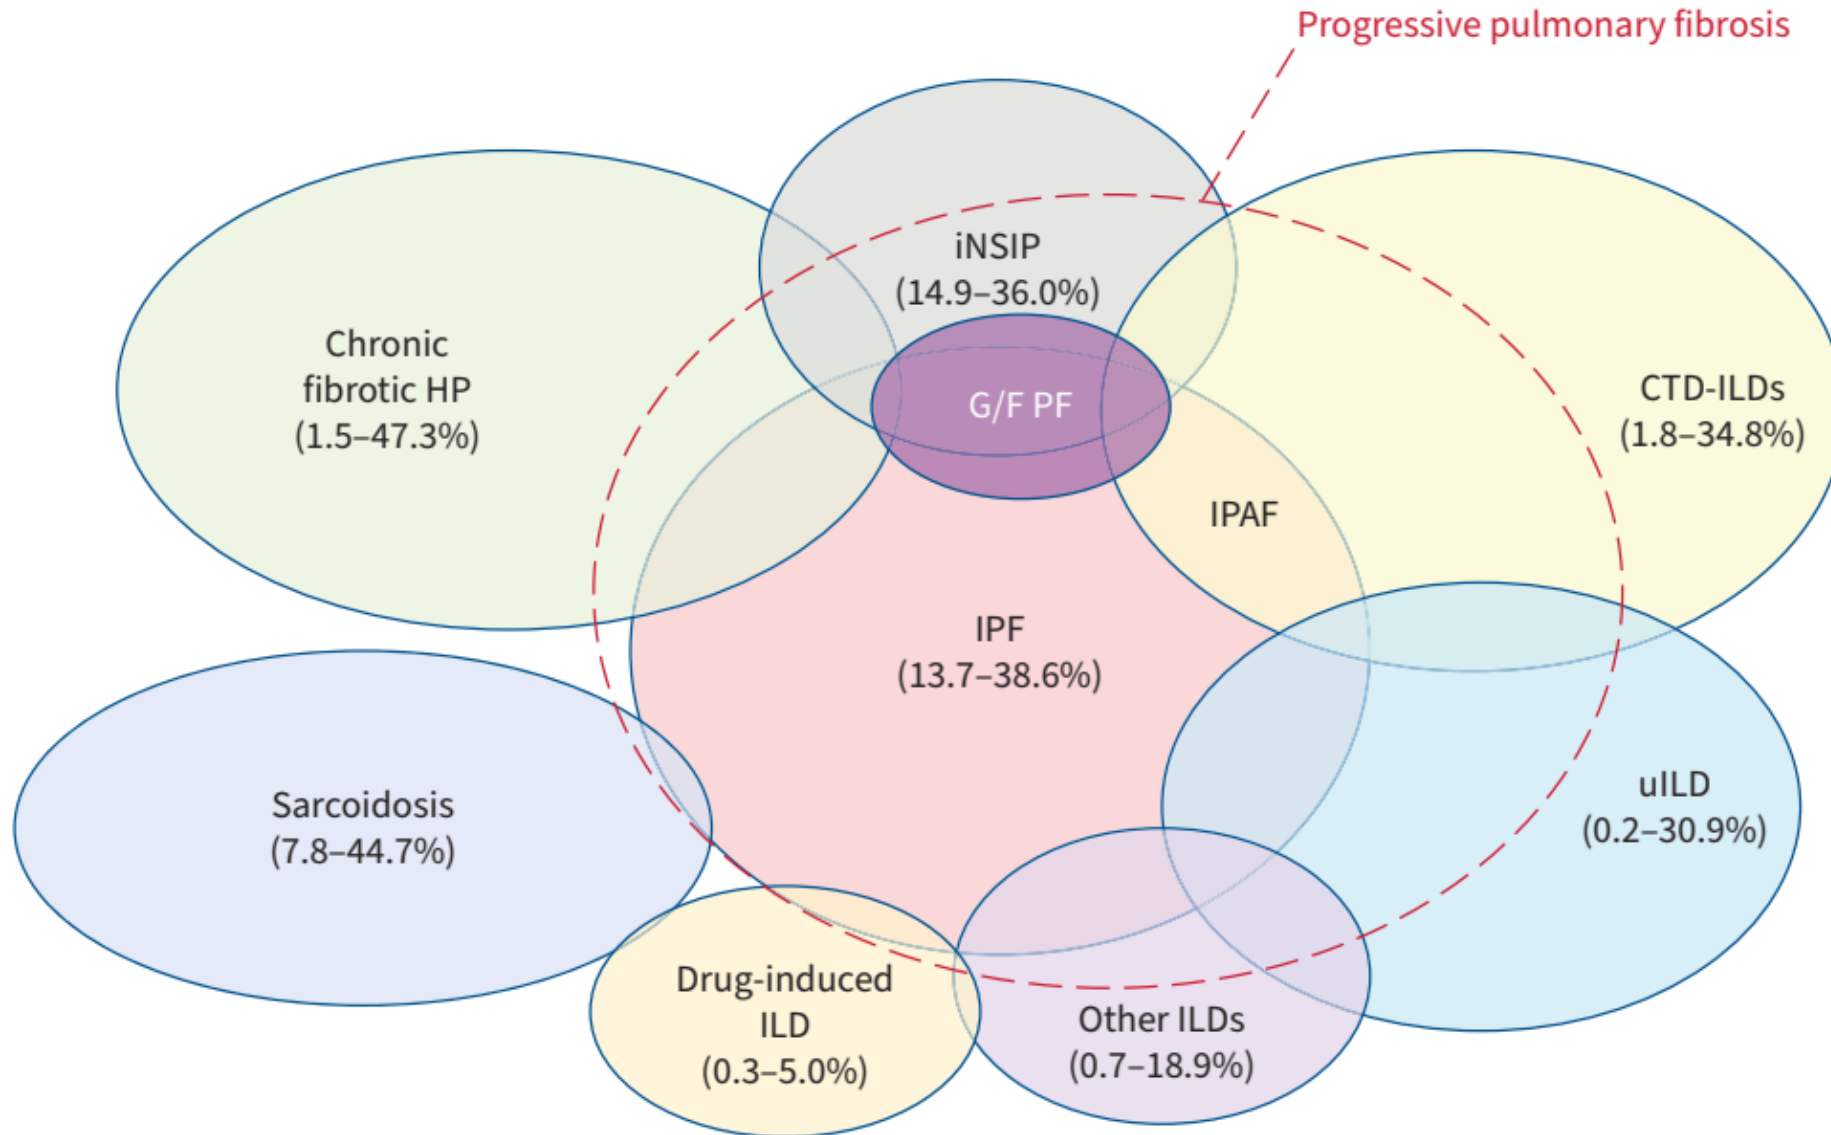 Progressive pulmonary fibrosis
iNSIP
(14.9–36.0%)
Chronic
fibrotic HP
(1.5–47.3%)
G/F PF
CTD-ILDs
(1.8–34.8%)
IPAF
IPF
(13.7–38.6%)
Sarcoidosis
(7.8–44.7%)
uILD
(0.2–30.9%)
Drug-induced
ILD
(0.3–5.0%)
Other ILDs
(0.7–18.9%)